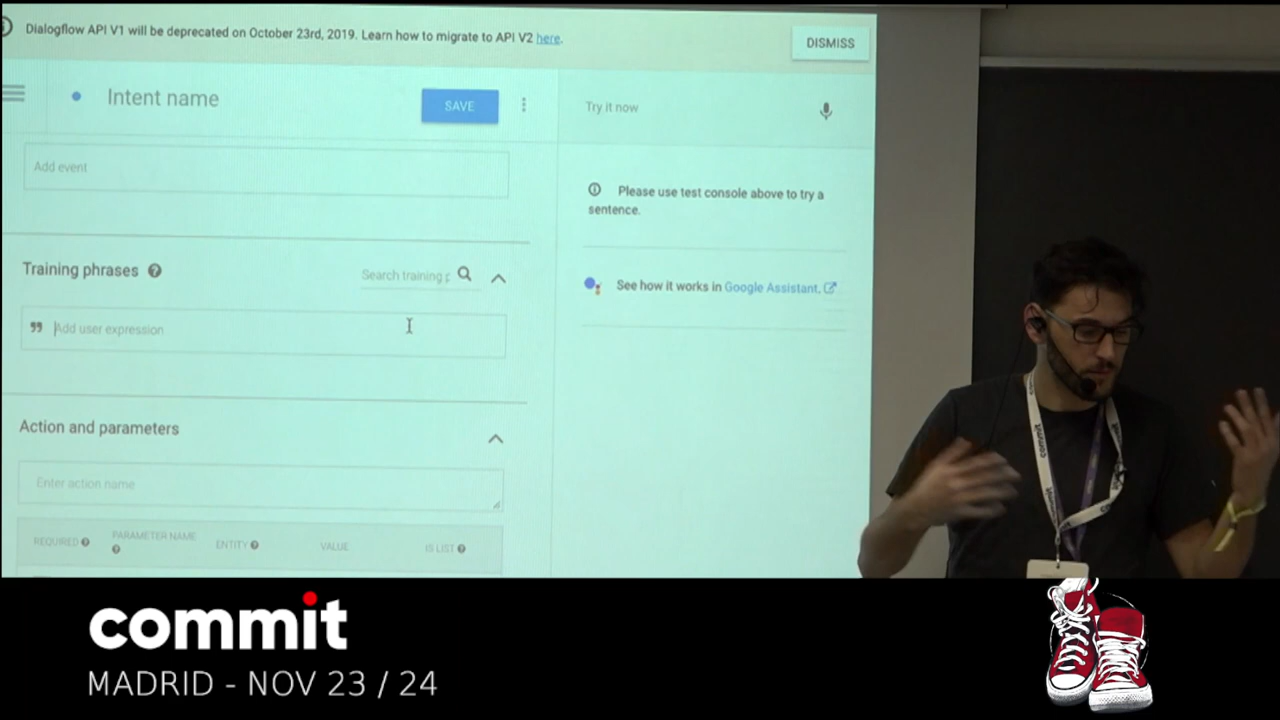 Dialogflow API V1 will be deprecated on October 23rd, 2019. Learn how to migrate to API V2 here.
DISMISS
Intent name
SAVE
Try it now
Add event
Please use test console above to try a
sentence.
Training phrases
Search training p
See how it works in Google Assistant.
Add user expression
Action and parameters
Enter action name
REQUIRED
PARAMETER NAME
ENTITY
VALUE
IS LIST
commit
commit
MADRID - NOV 23 / 24